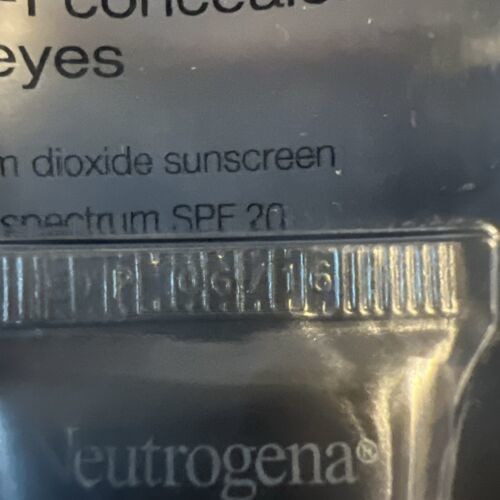 eyes
dioxide sunscreen
spectrum SPF 20
P 06/16
Neutrogena®